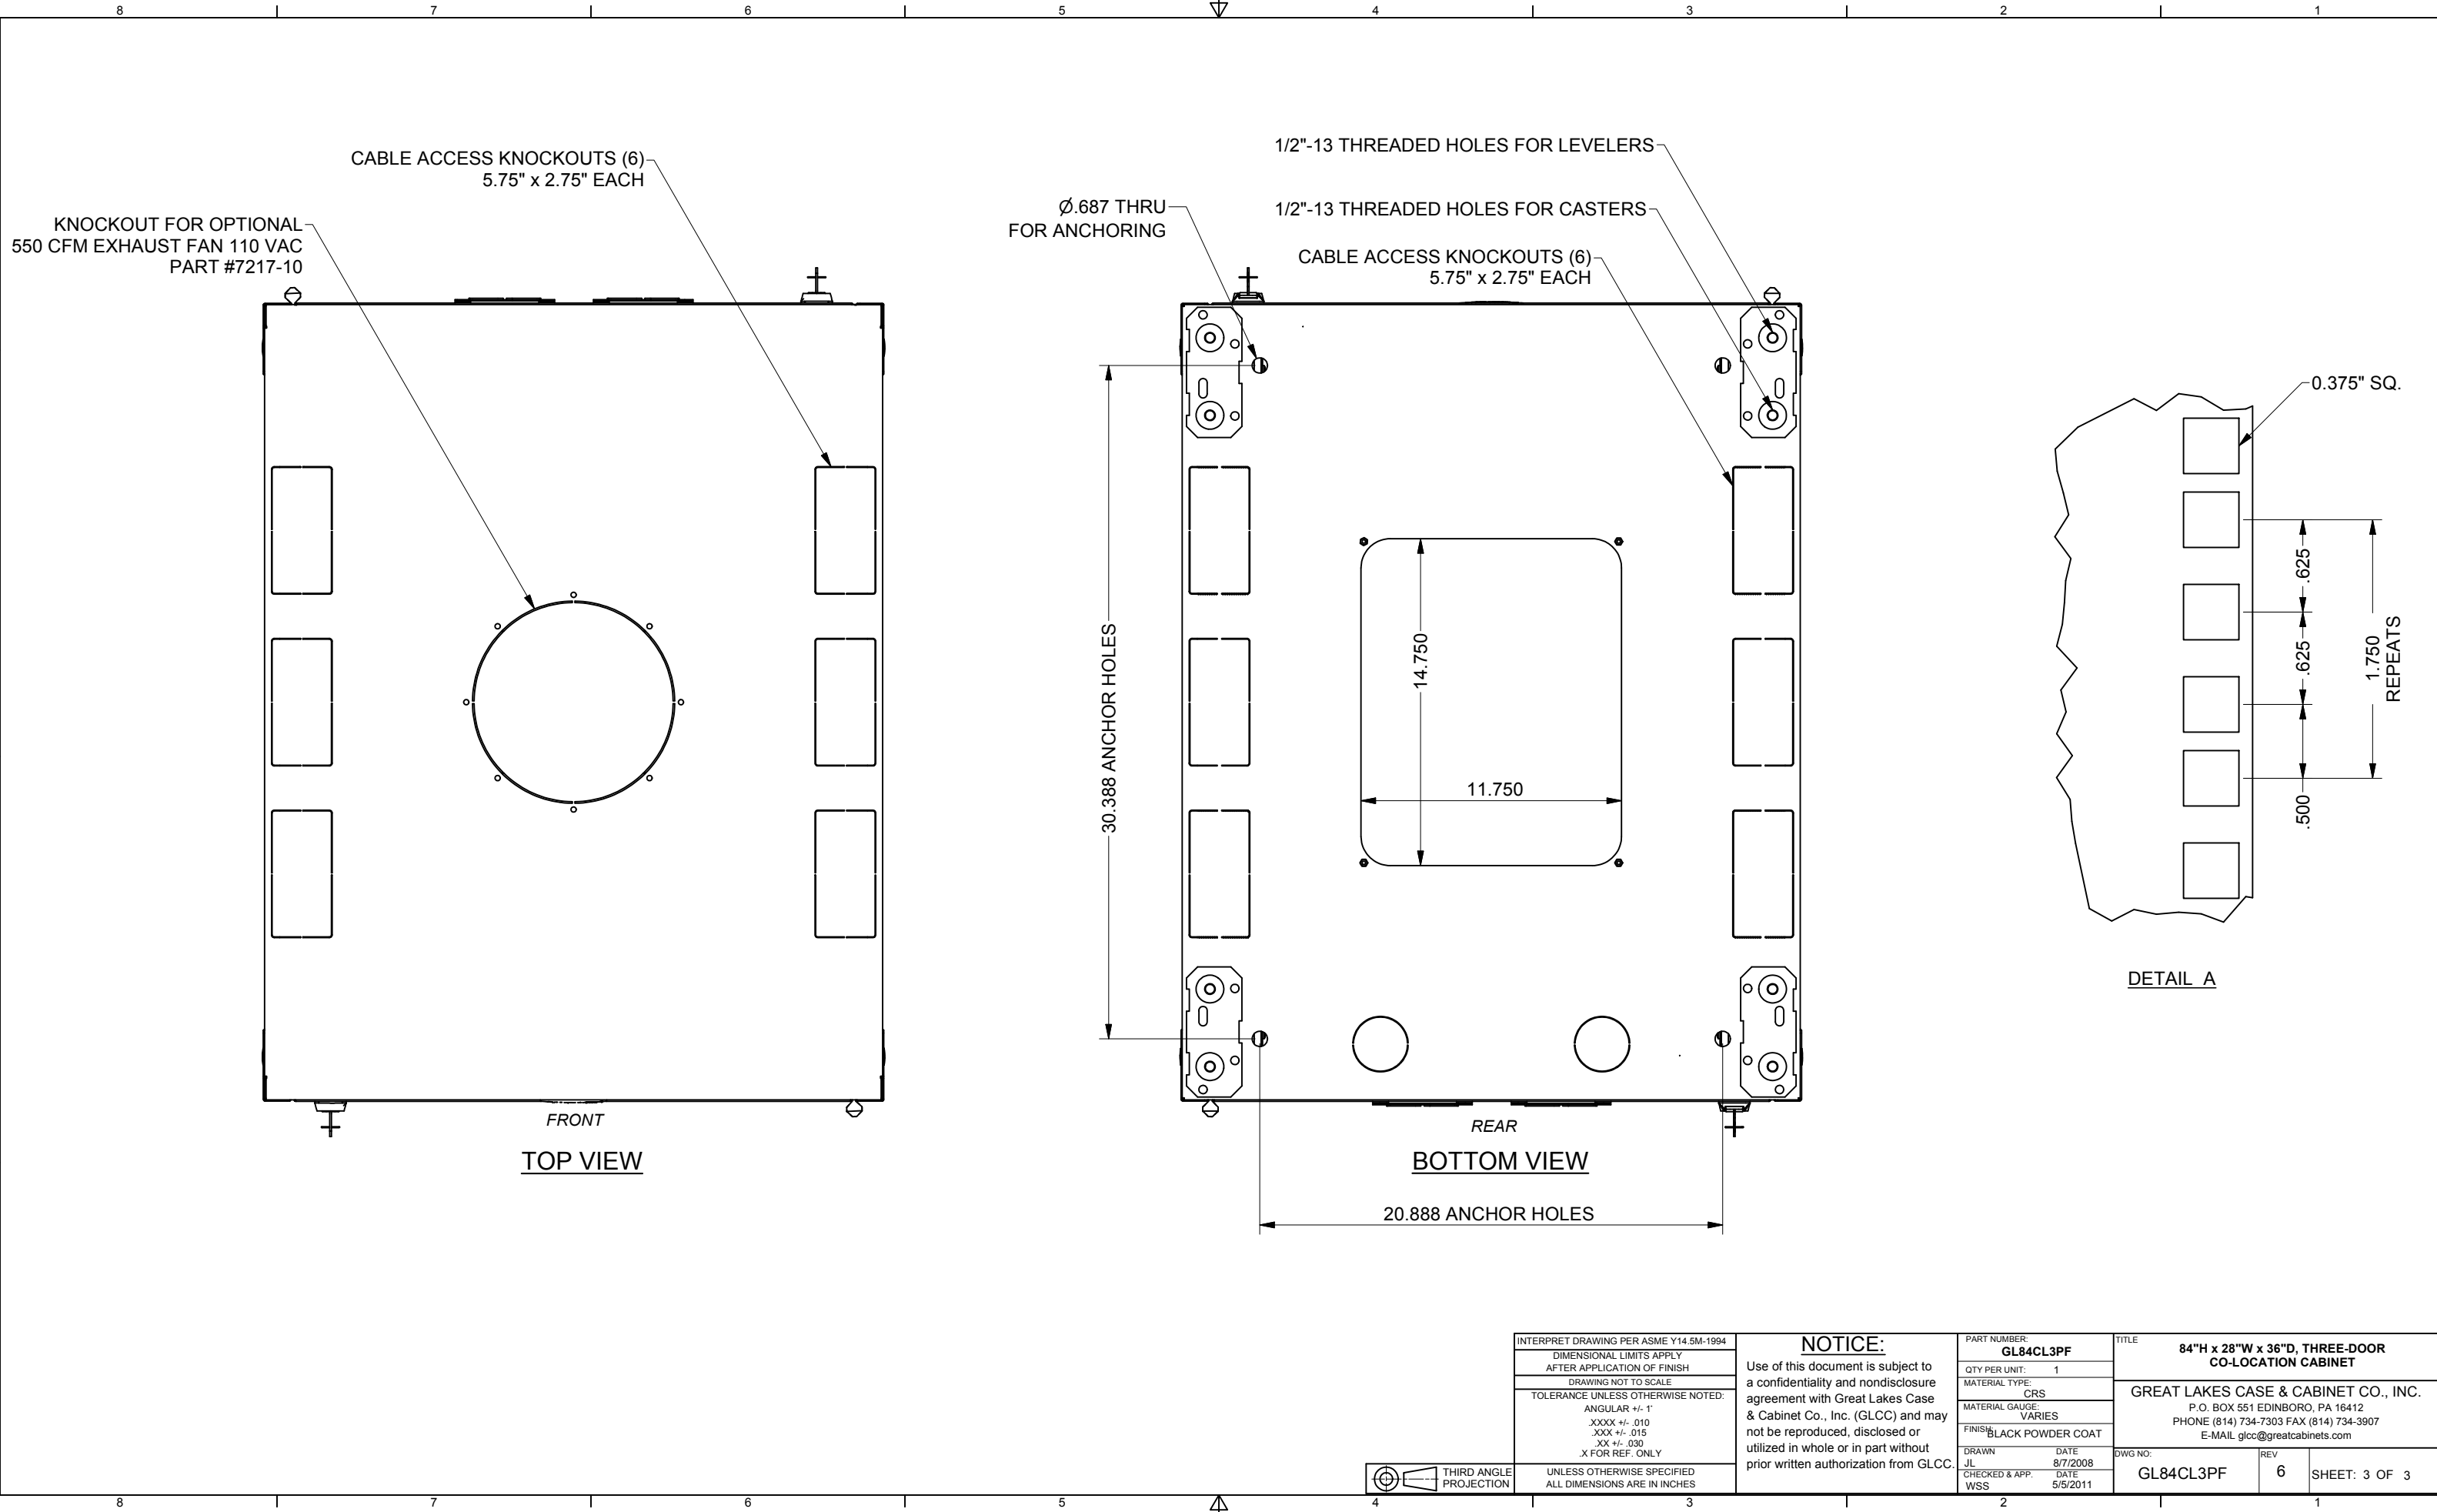 8 7 6 5 4 3 2 1
CABLE ACCESS KNOCKOUTS (6)
5.75" x 2.75" EACH
KNOCKOUT FOR OPTIONAL
550 CFM EXHAUST FAN 110 VAC
PART #7217-10
FRONT
TOP VIEW
1/2"-13 THREADED HOLES FOR LEVELERS
Ø.687 THRU
FOR ANCHORING
1/2"-13 THREADED HOLES FOR CASTERS
CABLE ACCESS KNOCKOUTS (6)
5.75" x 2.75" EACH
30.388 ANCHOR HOLES
14.750
11.750
REAR
BOTTOM VIEW
20.888 ANCHOR HOLES
0.375" SQ.
.625
.625
1.750
REPEATS
.500
DETAIL A
INTERPRET DRAWING PER ASME Y14.5M-1994
DIMENSIONAL LIMITS APPLY
AFTER APPLICATION OF FINISH
DRAWING NOT TO SCALE
TOLERANCE UNLESS OTHERWISE NOTED:
ANGULAR +/- 1°
.XXXX +/- .010
.XXX +/- .015
.XX +/- .030
.X FOR REF. ONLY
THIRD ANGLE
PROJECTION
UNLESS OTHERWISE SPECIFIED
ALL DIMENSIONS ARE IN INCHES
NOTICE:
Use of this document is subject to
a confidentiality and nondisclosure
agreement with Great Lakes Case
& Cabinet Co., Inc. (GLCC) and may
not be reproduced, disclosed or
utilized in whole or in part without
prior written authorization from GLCC.
PART NUMBER:
GL84CL3PF
QTY PER UNIT: 1
MATERIAL TYPE:
CRS
MATERIAL GAUGE:
VARIES
FINISH:
BLACK POWDER COAT
DRAWN DATE
JL 8/7/2008
CHECKED & APP. DATE
WSS 5/5/2011
TITLE
84"H x 28"W x 36"D, THREE-DOOR
CO-LOCATION CABINET
GREAT LAKES CASE & CABINET CO., INC.
P.O. BOX 551 EDINBORO, PA 16412
PHONE (814) 734-7303 FAX (814) 734-3907
E-MAIL glcc@greatcabinets.com
DWG NO:
GL84CL3PF
REV
6
SHEET: 3 OF 3
8 7 6 5 4 3 2 1